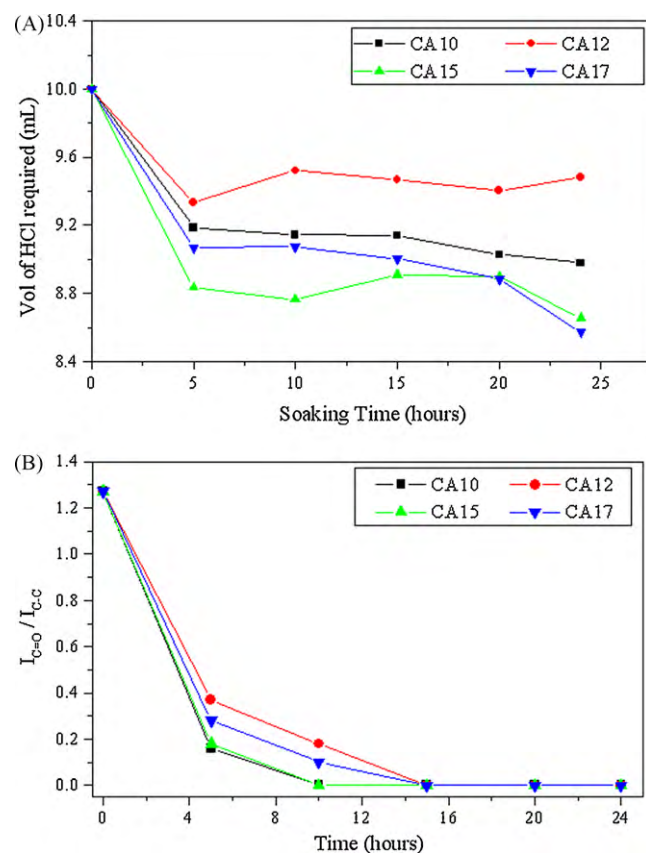 (A)
10.4
CA10 CA12
CA15 CA17
10.0
9.6
9.2
8.8
8.4
Vol of HCl required (mL)
0 5 10 15 20 25
Soaking Time (hours)
(B)
1.4
CA10 CA12
CA15 CA17
1.2
1.0
0.8
0.6
0.4
0.2
0.0
I C=O / I C-C
0 4 8 12 16 20 24
Time (hours)